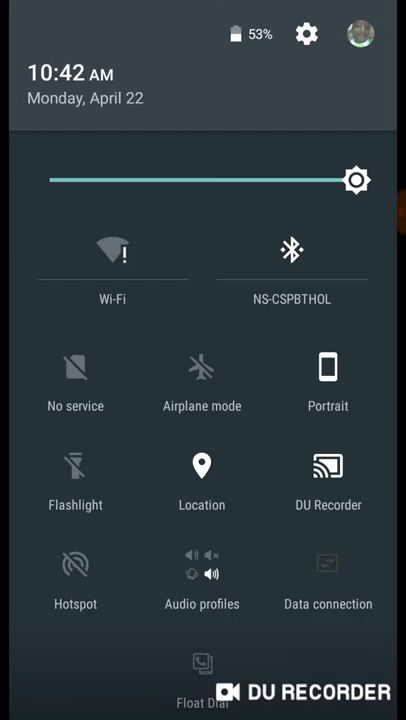 53%
10:42 AM
Monday, April 22
Wi-Fi
NS-CSPBTHOL
No service
Airplane mode
Portrait
Flashlight
Location
DU Recorder
Hotspot
Audio profiles
Data connection
Float Dial
DU RECORDER